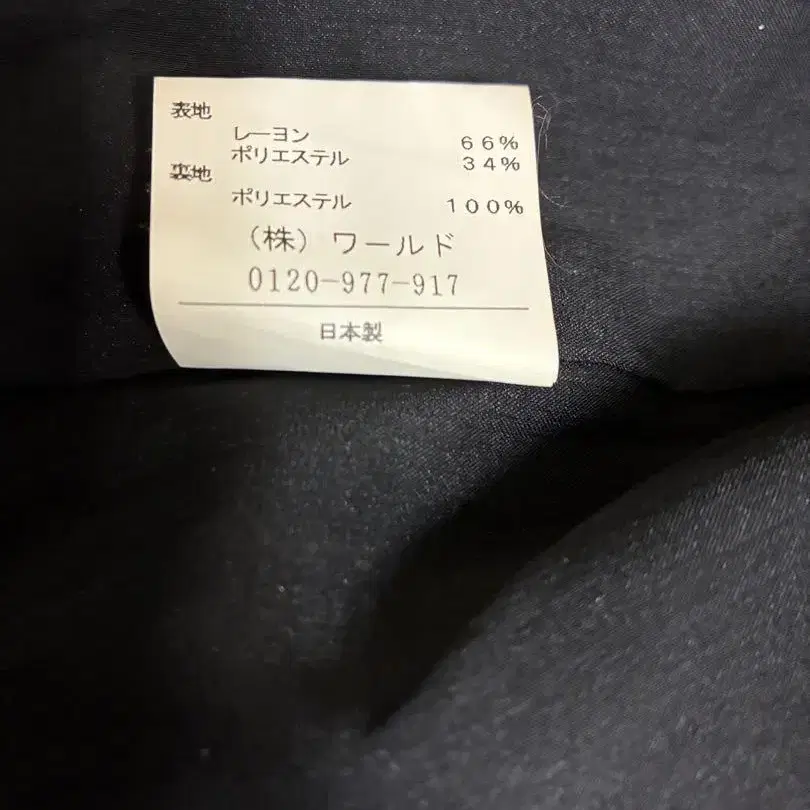 表地
レーヨン 66%
ポリエステル 34%
裏地
ポリエステル 100%
（株）ワールド
0120-977-917
日本製